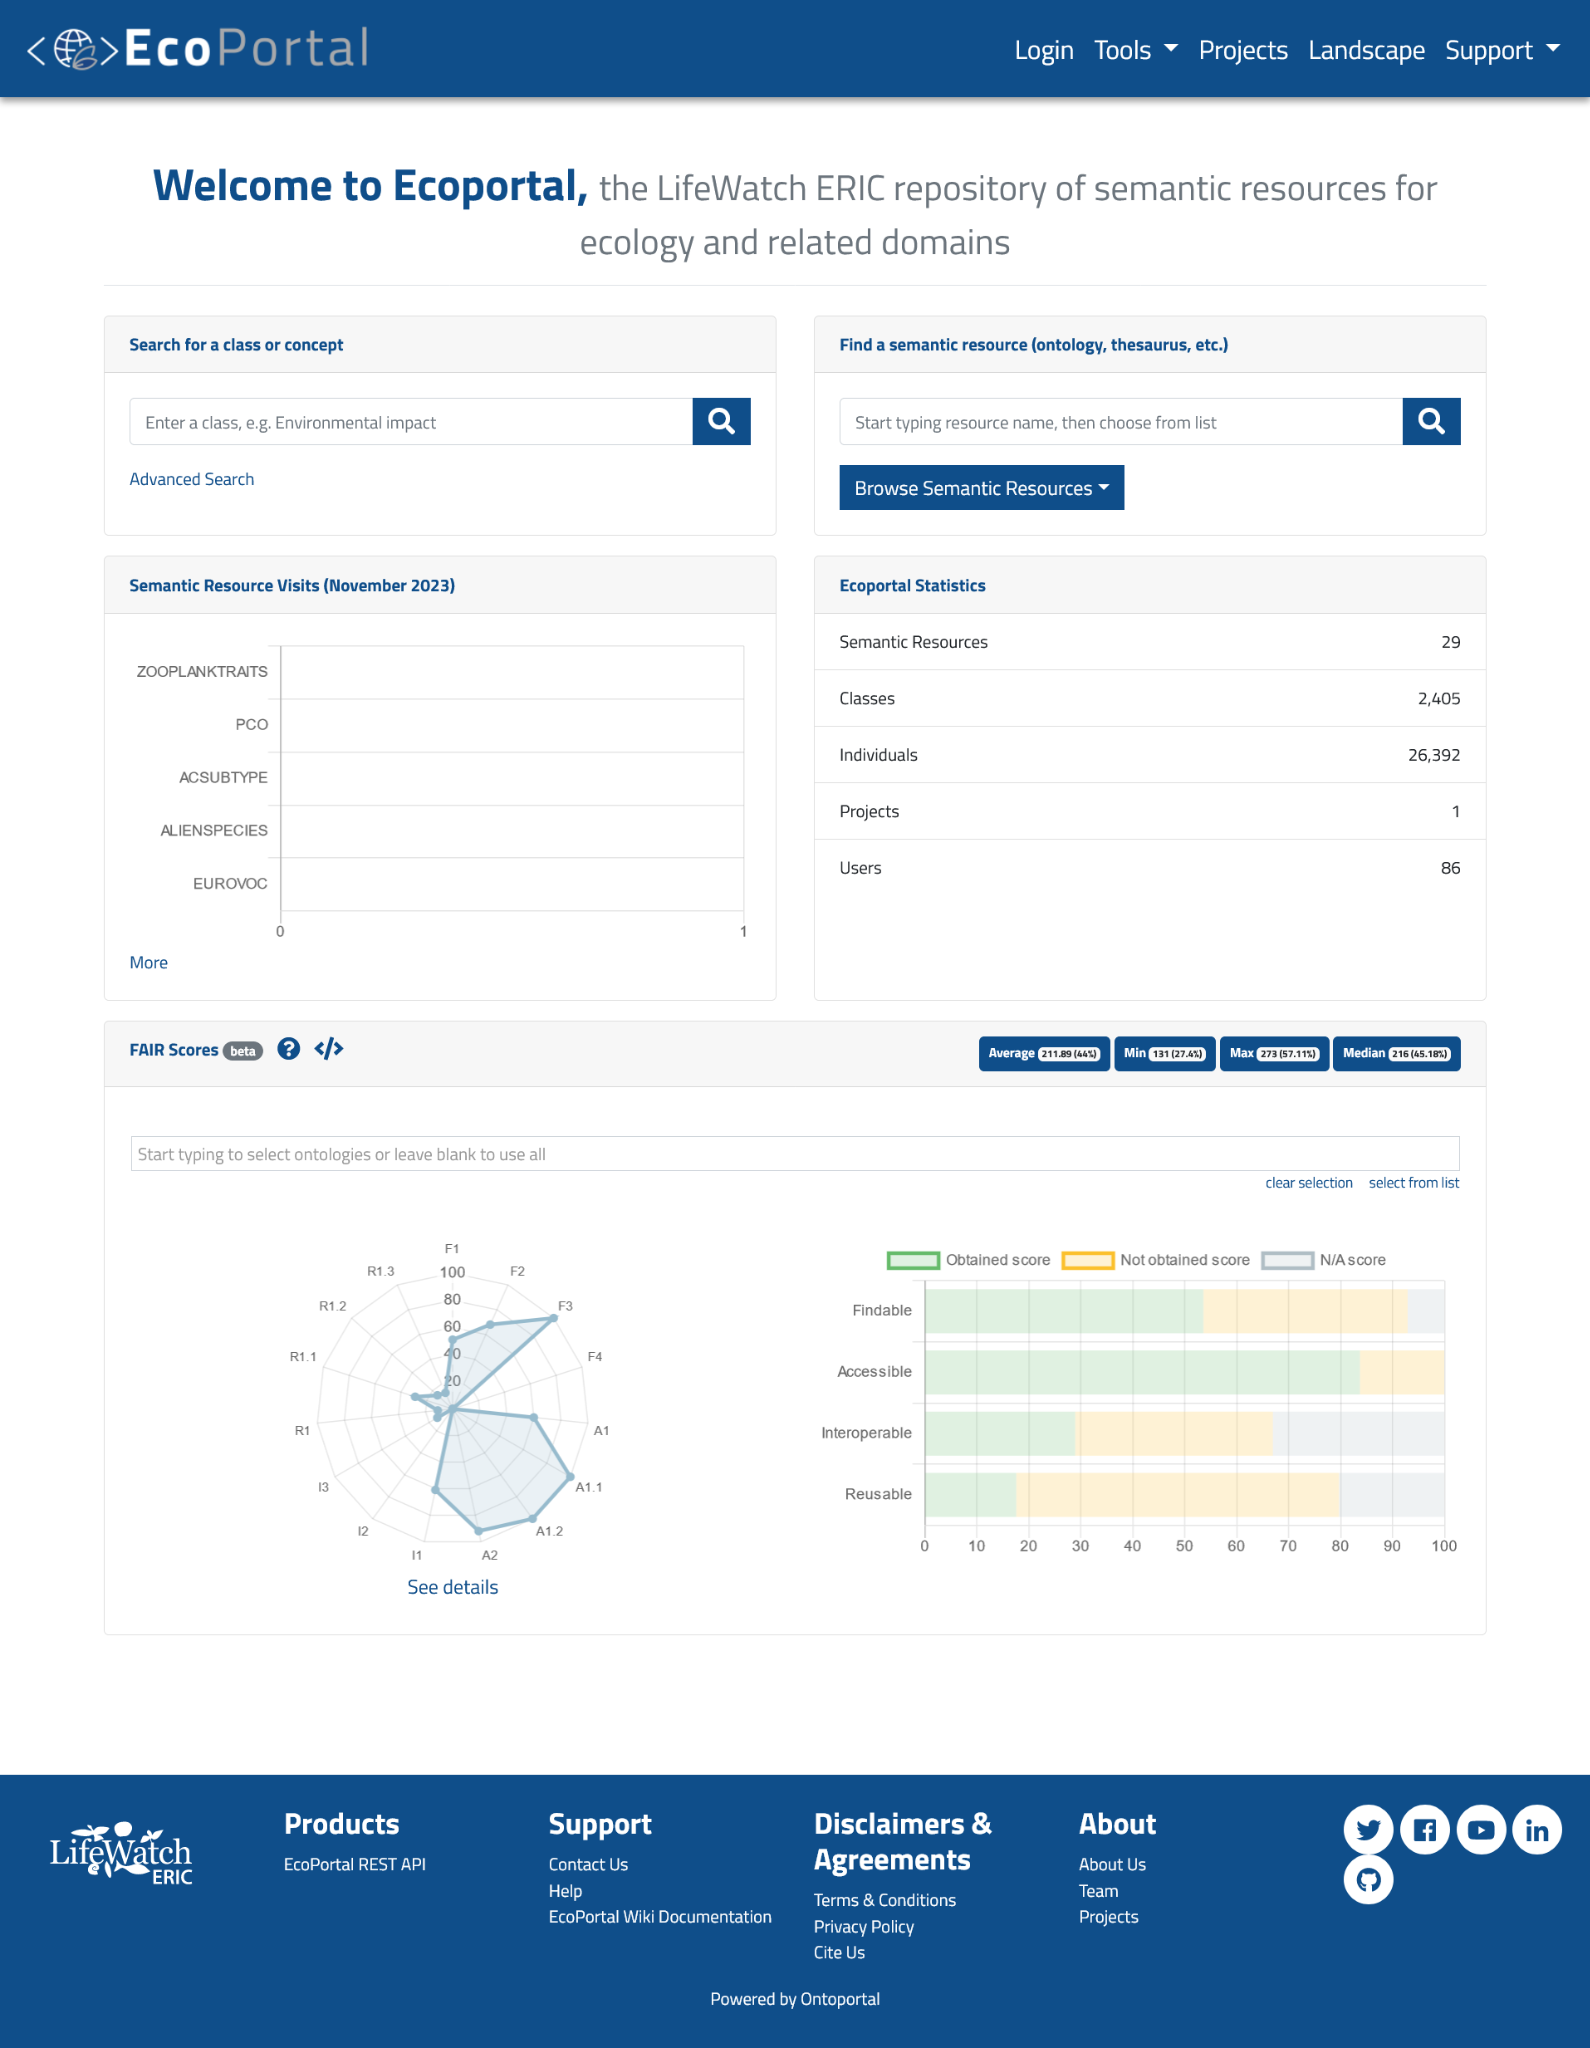 <EcoPortal>
Login Tools Projects Landscape Support
Welcome to Ecoportal, the LifeWatch ERIC repository of semantic resources for
ecology and related domains
Search for a class or concept
Enter a class, e.g. Environmental impact
Advanced Search
Find a semantic resource (ontology, thesaurus, etc.)
Start typing resource name, then choose from list
Browse Semantic Resources
Semantic Resource Visits (November 2023)
ZOOPLANKTRAITS
PCO
ACSUBTYPE
ALIENSPECIES
EUROVOC
0 1
More
Ecoportal Statistics
Semantic Resources 29
Classes 2,405
Individuals 26,392
Projects 1
Users 86
FAIR Scores beta ? </>
Average 211.89 (44%) Min 131 (27.4%) Max 273 (57.11%) Median 216 (45.18%)
Start typing to select ontologies or leave blank to use all
clear selection select from list
F1
F2
F3
F4
A1
A1.1
A1.2
A2
I1
I2
I3
R1
R1.1
R1.2
R1.3
100
80
60
40
20
See details
Obtained score Not obtained score N/A score
Findable
Accessible
Interoperable
Reusable
0 10 20 30 40 50 60 70 80 90 100
LifeWatch
ERIC
Products
EcoPortal REST API
Support
Contact Us
Help
EcoPortal Wiki Documentation
Disclaimers &
Agreements
Terms & Conditions
Privacy Policy
Cite Us
About
About Us
Team
Projects
in
Powered by Ontoportal